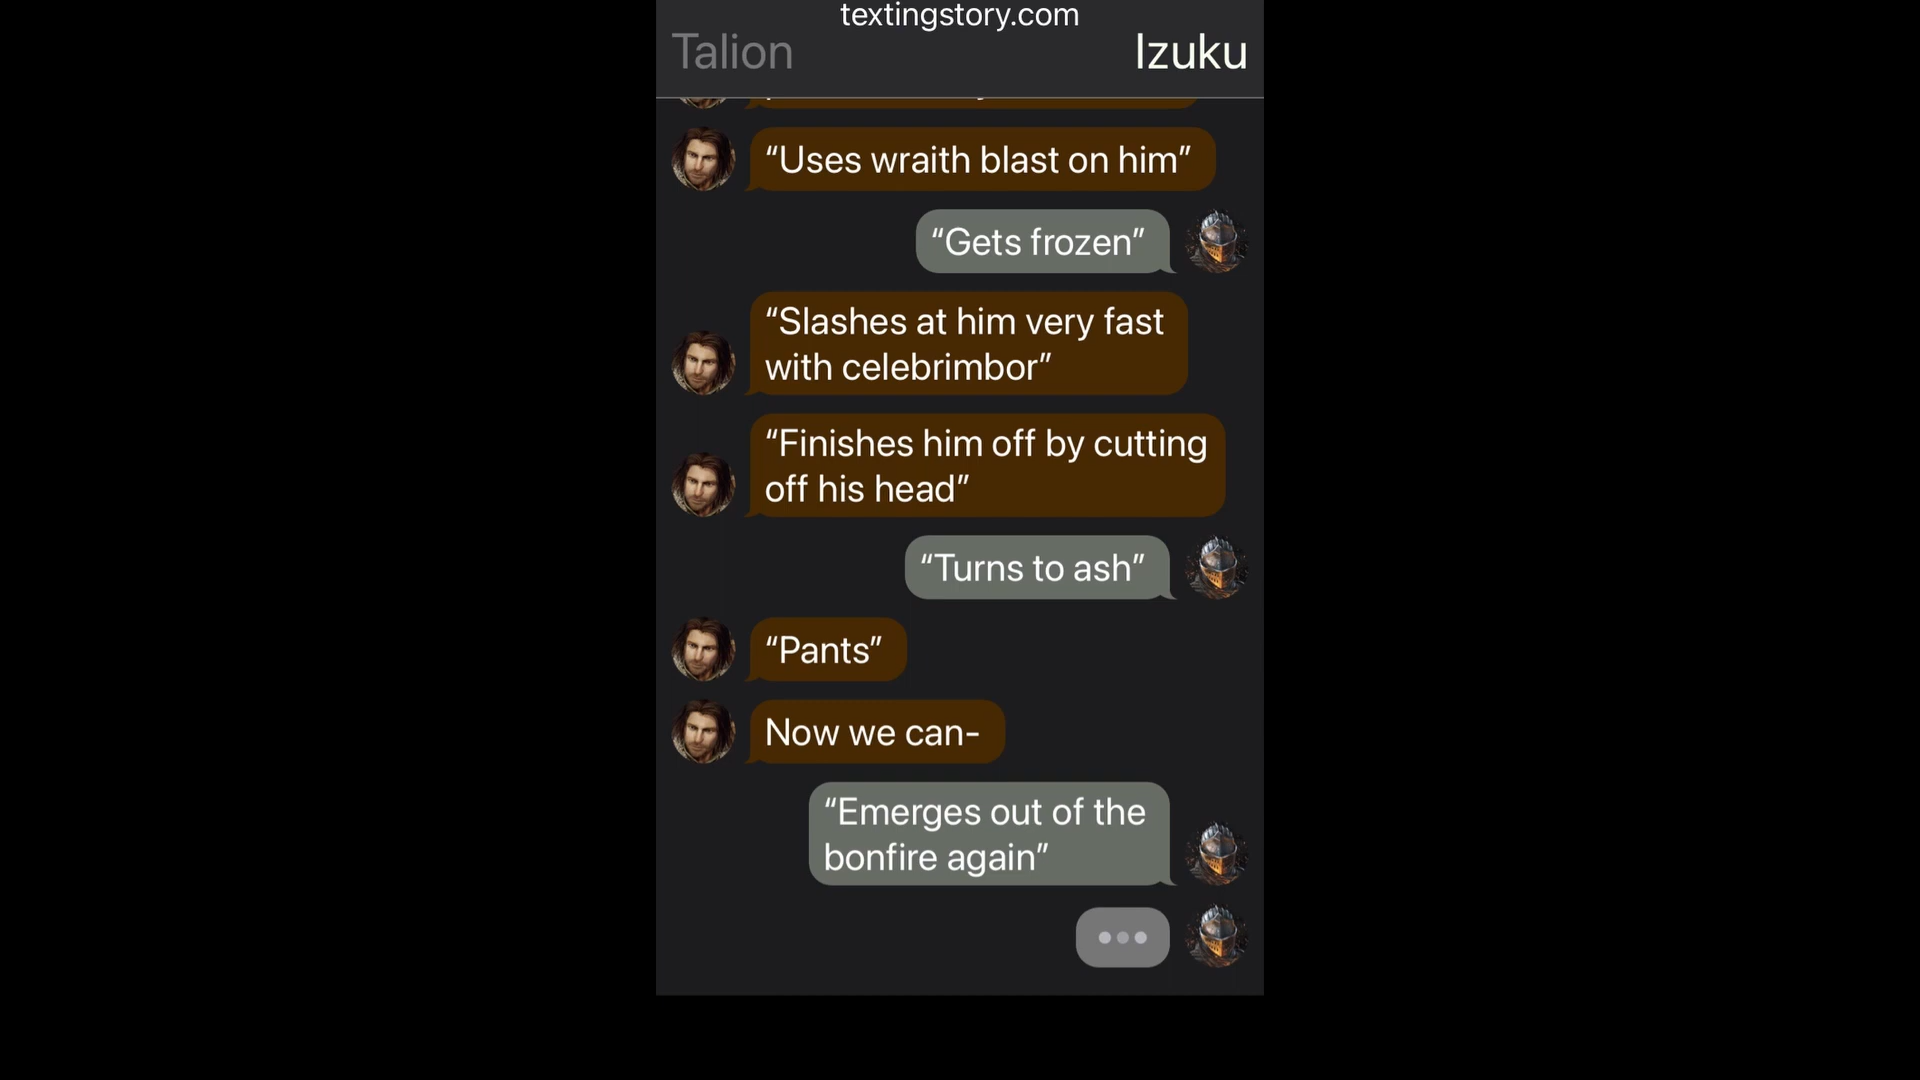 textingstory.com
Talion
Izuku
“Uses wraith blast on him”
“Gets frozen”
“Slashes at him very fast
with celebrimbor”
“Finishes him off by cutting
off his head”
“Turns to ash”
“Pants”
Now we can-
“Emerges out of the
bonfire again”